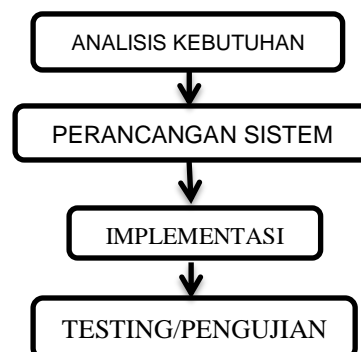 ANALISIS KEBUTUHAN
PERANCANGAN SISTEM
IMPLEMENTASI
TESTING/PENGUJIAN